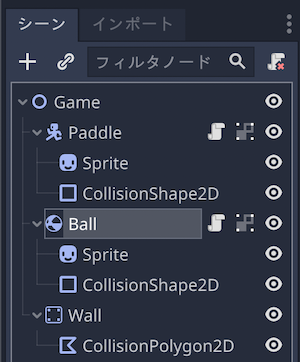 シーン インポート
フィルタノード
Game
Paddle
Sprite
CollisionShape2D
Ball
Sprite
CollisionShape2D
Wall
CollisionPolygon2D